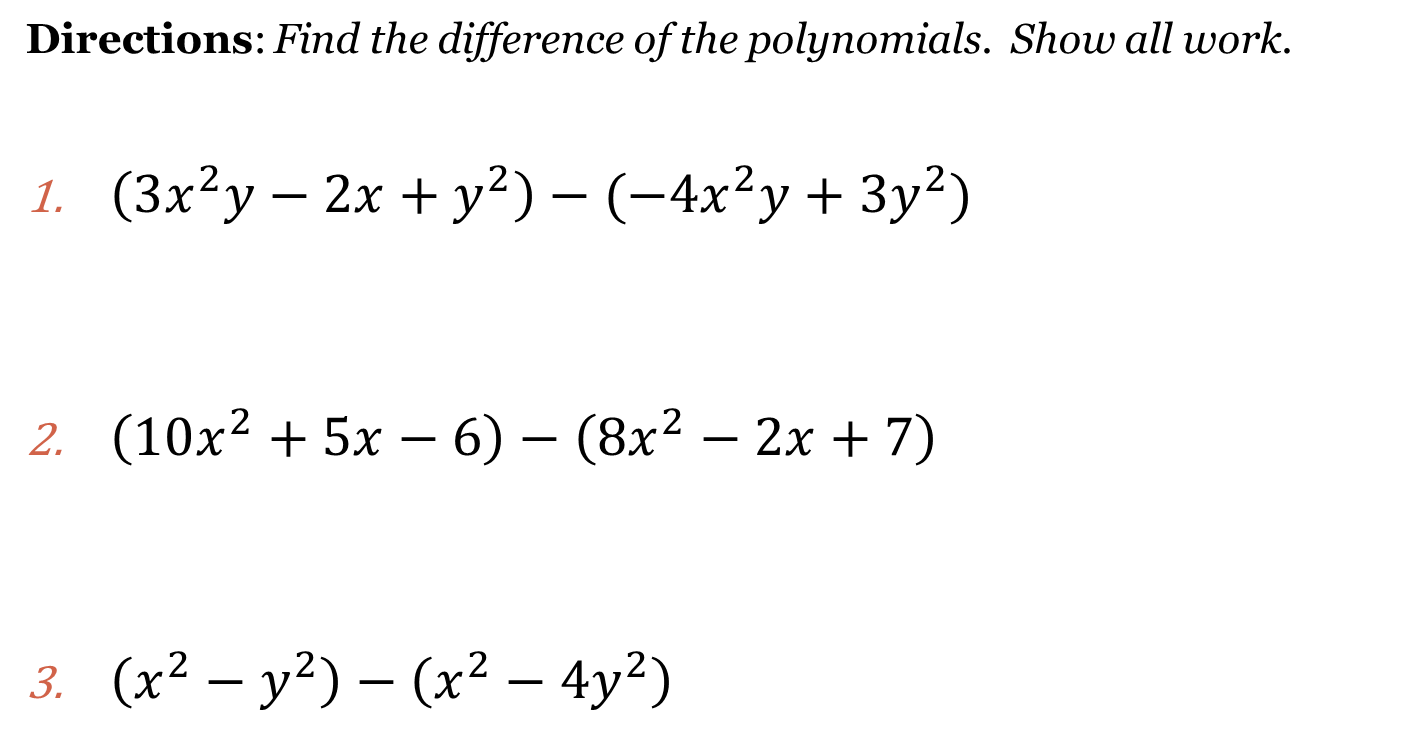 Directions: Find the difference of the polynomials. Show all work.
1. (3x²y − 2x + y²) − (−4x²y + 3y²)
2. (10x² + 5x − 6) − (8x² − 2x + 7)
3. (x² − y²) − (x² − 4y²)